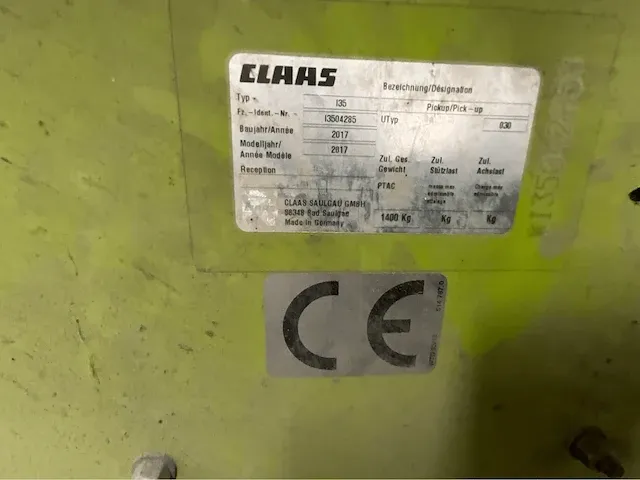 CLAAS
Bezeichnung/Désignation
Typ - I35 Pickup/Pick-up
Fz.-Ident.-Nr. - I3504285 UTyp 030
Baujahr/Année 2017
Modelljahr/
Année Modèle 2017
Zul. Ges. Zul. Zul.
Gewicht Stützlast Achslast
Reception PTAC
CLAAS SAULGAU GMBH
Bad Saulgau
Made in Germany
1400 Kg Kg Kg
CE